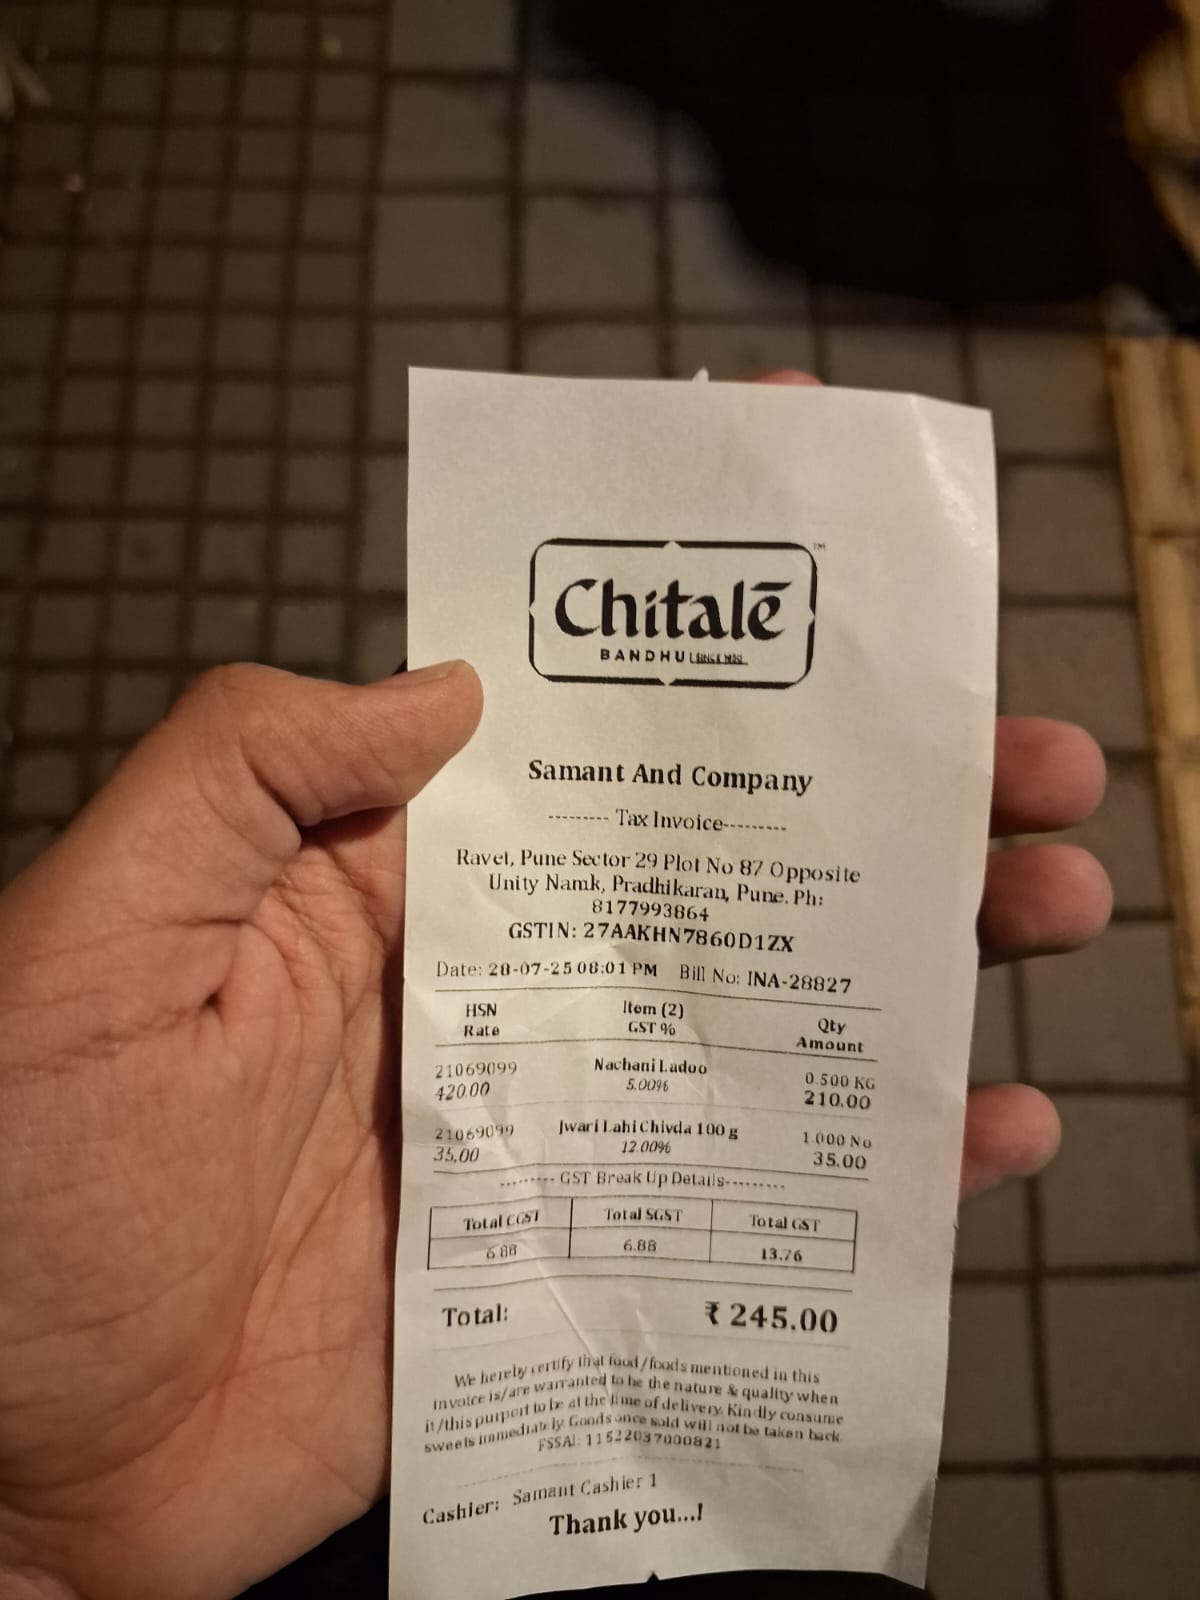 Chitalē
TM
BANDHU SINCE 1950
Samant And Company
--------- Tax Invoice---------
Ravet, Pune Sector 29 Plot No 87 Opposite
Unity Namk, Pradhikaran, Pune. Ph:
8177993864
GSTIN: 27AAKHN7860D1ZX
Date: 28-07-25 08:01 PM Bill No: INA-28827
HSN Item (2) Qty
Rate GST % Amount
21069099 Nachani Ladoo 0.500 KG
420.00 5.00% 210.00
21069099 Jwari Lahi Chivda 100 g 1.000 No
35.00 12.00% 35.00
--------- GST Break Up Details---------
Total CGST Total SGST Total GST
6.88 6.88 13.76
Total: ₹ 245.00
We hereby certify that food/foods mentioned in this
invoice is/are warranted to be the nature & quality when
it/this purport to be at the time of delivery. Kindly consume
sweets immediately. Goods once sold will not be taken back.
FSSAI: 11522037000821
Cashier: Samant Cashier 1
Thank you...!